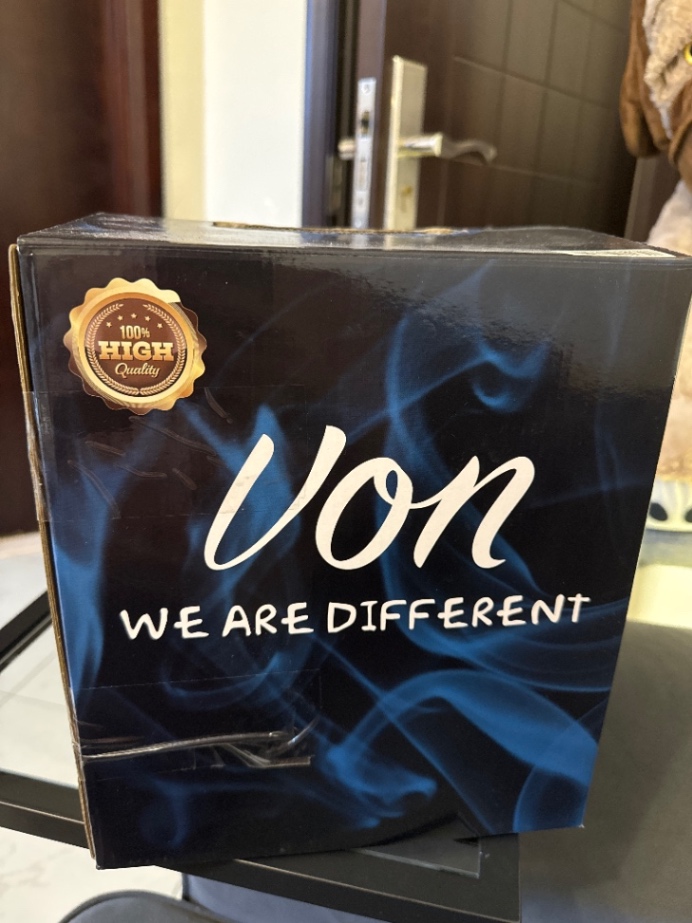 100%
HIGH
Quality
Von
WE ARE DIFFERENT